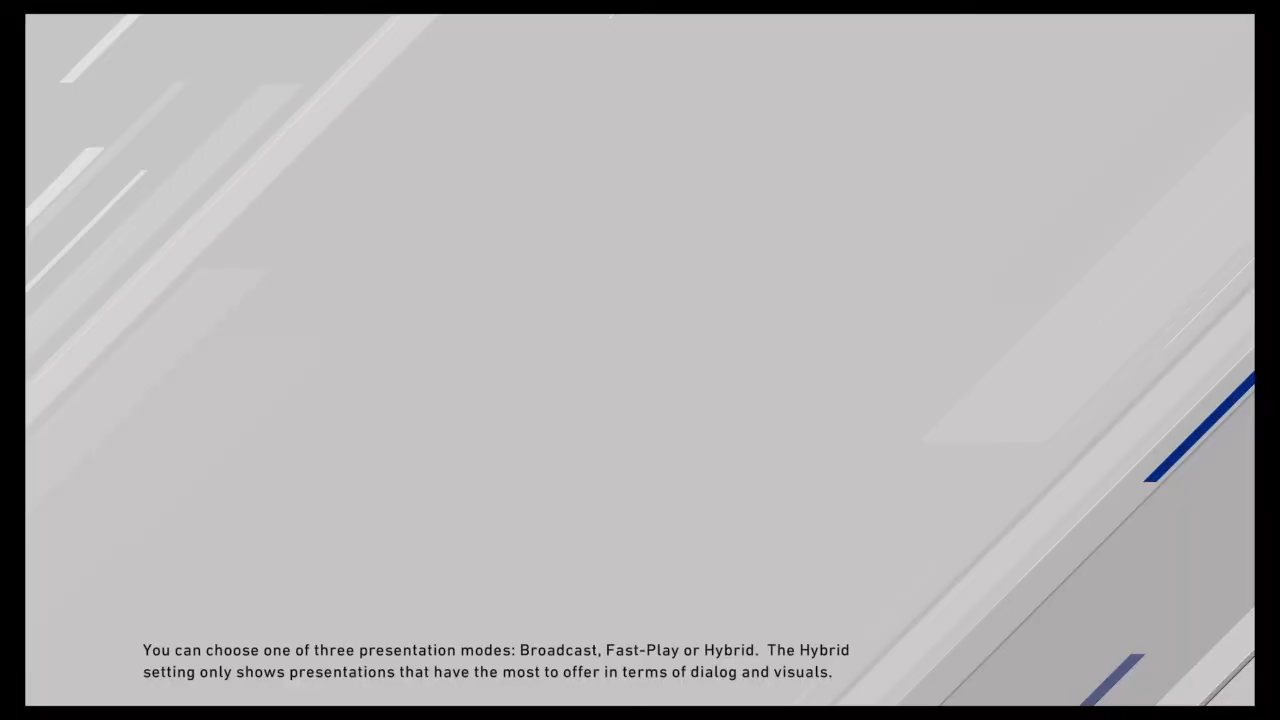 You can choose one of three presentation modes: Broadcast, Fast-Play or Hybrid.  The Hybrid
setting only shows presentations that have the most to offer in terms of dialog and visuals.